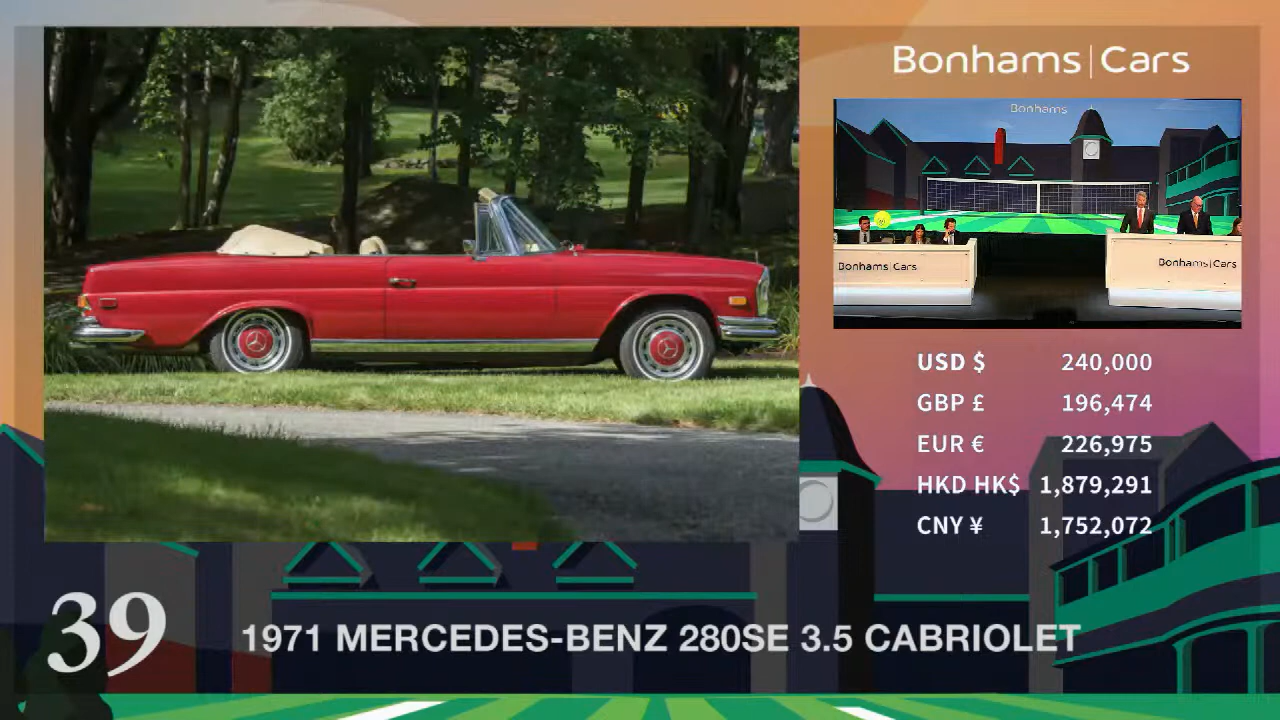 Bonhams|Cars
Bonhams
Bonhams|Cars
Bonhams|Cars
USD $ 240,000
GBP £ 196,474
EUR € 226,975
HKD HK$ 1,879,291
CNY ¥ 1,752,072
39
1971 MERCEDES-BENZ 280SE 3.5 CABRIOLET